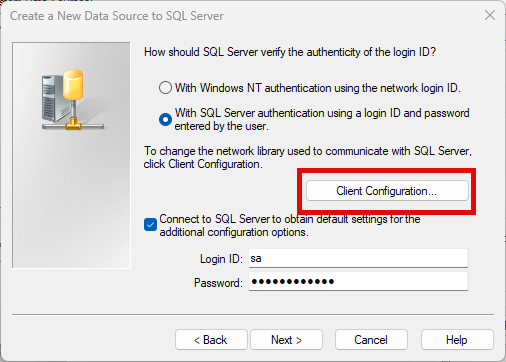 Create a New Data Source to SQL Server
How should SQL Server verify the authenticity of the login ID?
With Windows NT authentication using the network login ID.
With SQL Server authentication using a login ID and password
entered by the user.
To change the network library used to communicate with SQL Server,
click Client Configuration.
Client Configuration...
Connect to SQL Server to obtain default settings for the
additional configuration options.
Login ID: sa
Password: ●●●●●●●●●●●●
< Back Next > Cancel Help